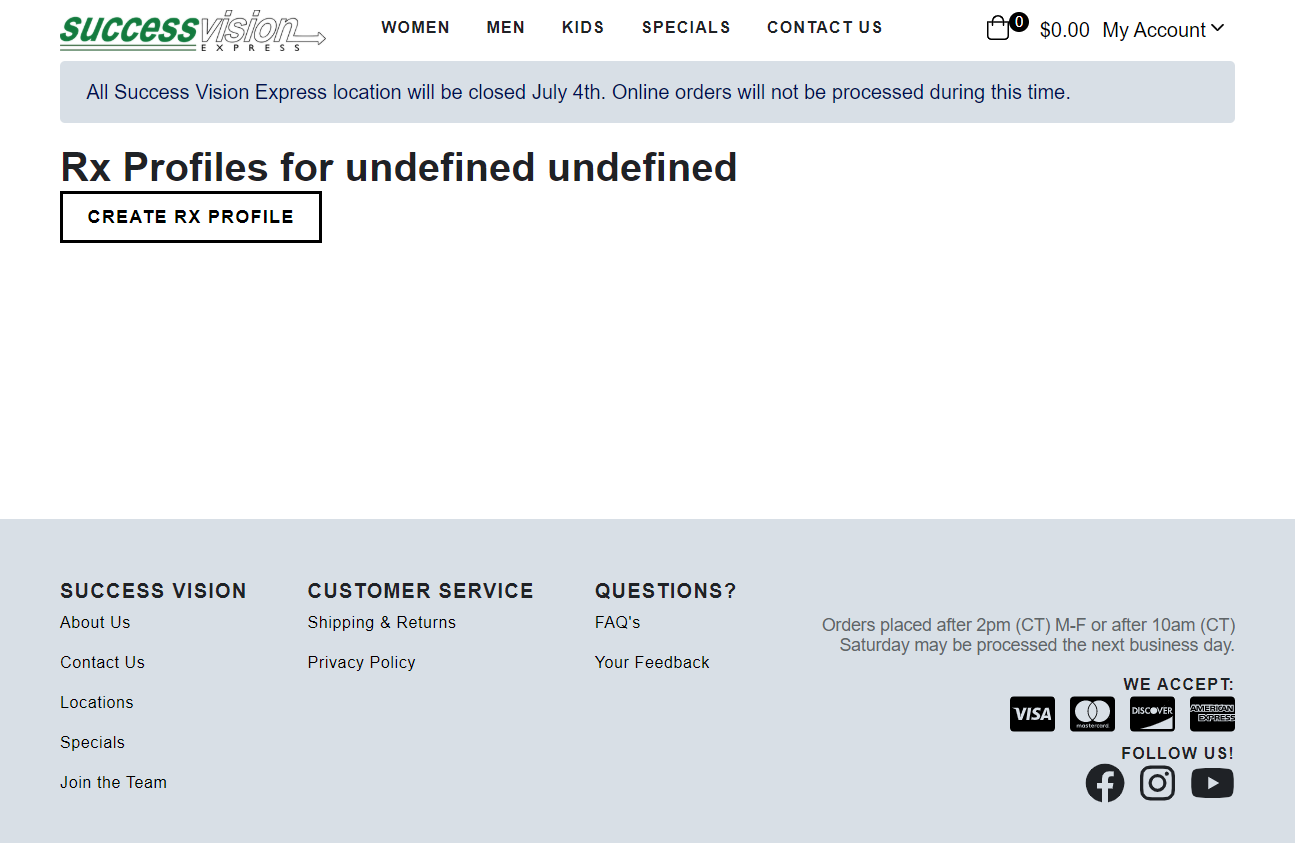 successvision
EXPRESS
WOMEN MEN KIDS SPECIALS CONTACT US
0 $0.00 My Account
All Success Vision Express location will be closed July 4th. Online orders will not be processed during this time.
Rx Profiles for undefined undefined
CREATE RX PROFILE
SUCCESS VISION
About Us
Contact Us
Locations
Specials
Join the Team
CUSTOMER SERVICE
Shipping & Returns
Privacy Policy
QUESTIONS?
FAQ's
Your Feedback
Orders placed after 2pm (CT) M-F or after 10am (CT)
Saturday may be processed the next business day.
WE ACCEPT:
VISA mastercard DISCOVER AMERICAN EXPRESS
FOLLOW US!